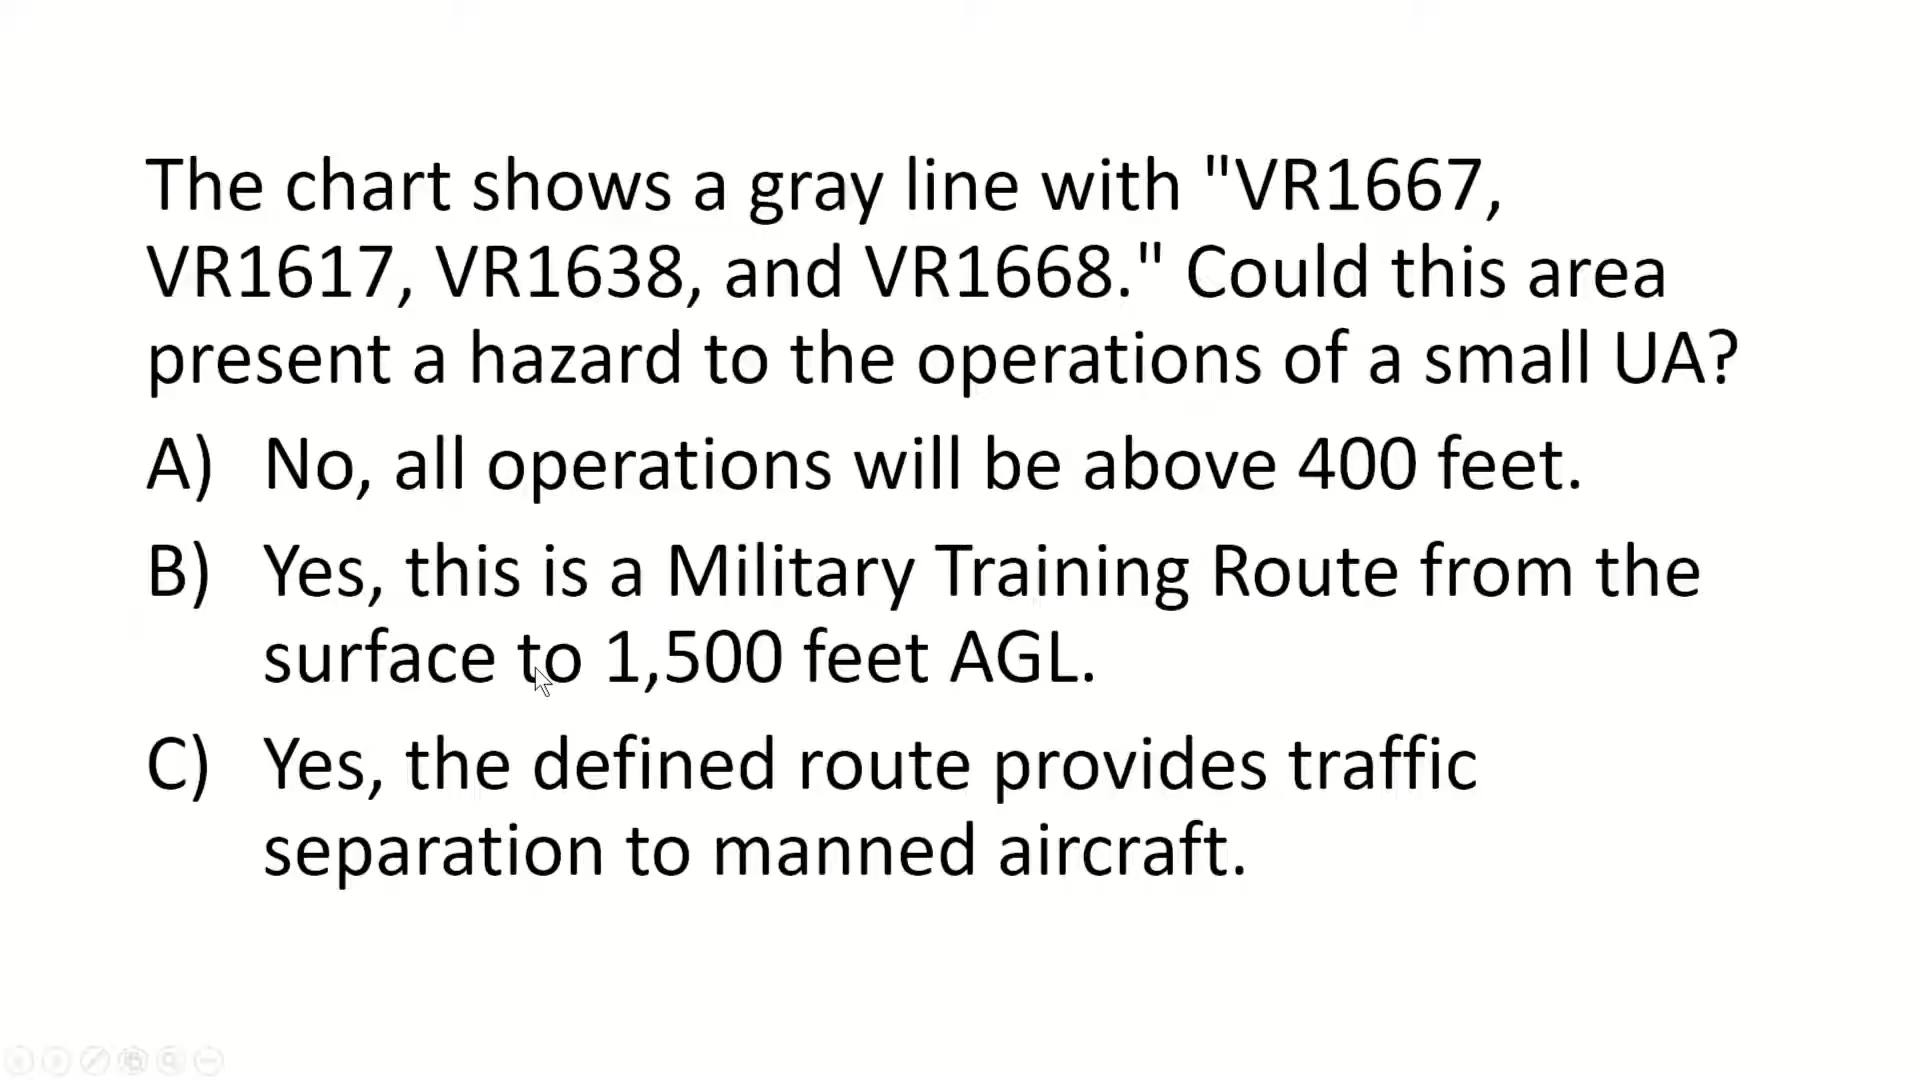 The chart shows a gray line with "VR1667,
VR1617, VR1638, and VR1668." Could this area
present a hazard to the operations of a small UA?
A) No, all operations will be above 400 feet.
B) Yes, this is a Military Training Route from the
surface to 1,500 feet AGL.
C) Yes, the defined route provides traffic
separation to manned aircraft.